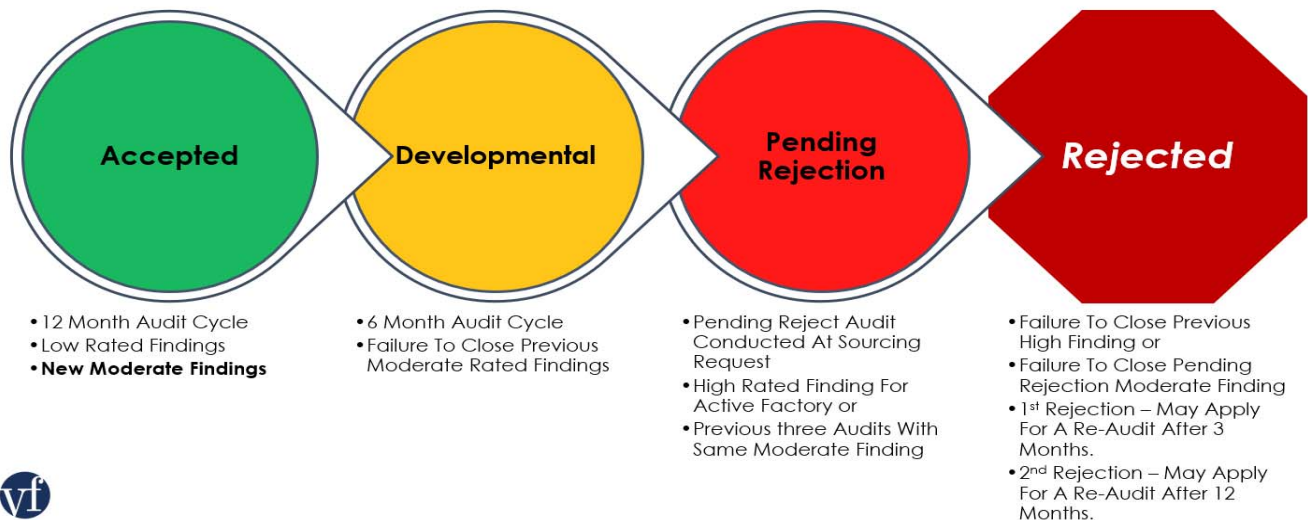 Accepted
Developmental
Pending
Rejection
Rejected
• 12 Month Audit Cycle
• Low Rated Findings
• New Moderate Findings
• 6 Month Audit Cycle
• Failure To Close Previous
Moderate Rated Findings
• Pending Reject Audit
Conducted At Sourcing
Request
• High Rated Finding For
Active Factory or
• Previous three Audits With
Same Moderate Finding
• Failure To Close Previous
High Finding or
• Failure To Close Pending
Rejection Moderate Finding
• 1st Rejection – May Apply
For A Re-Audit After 3
Months.
• 2nd Rejection – May Apply
For A Re-Audit After 12
Months.
vf